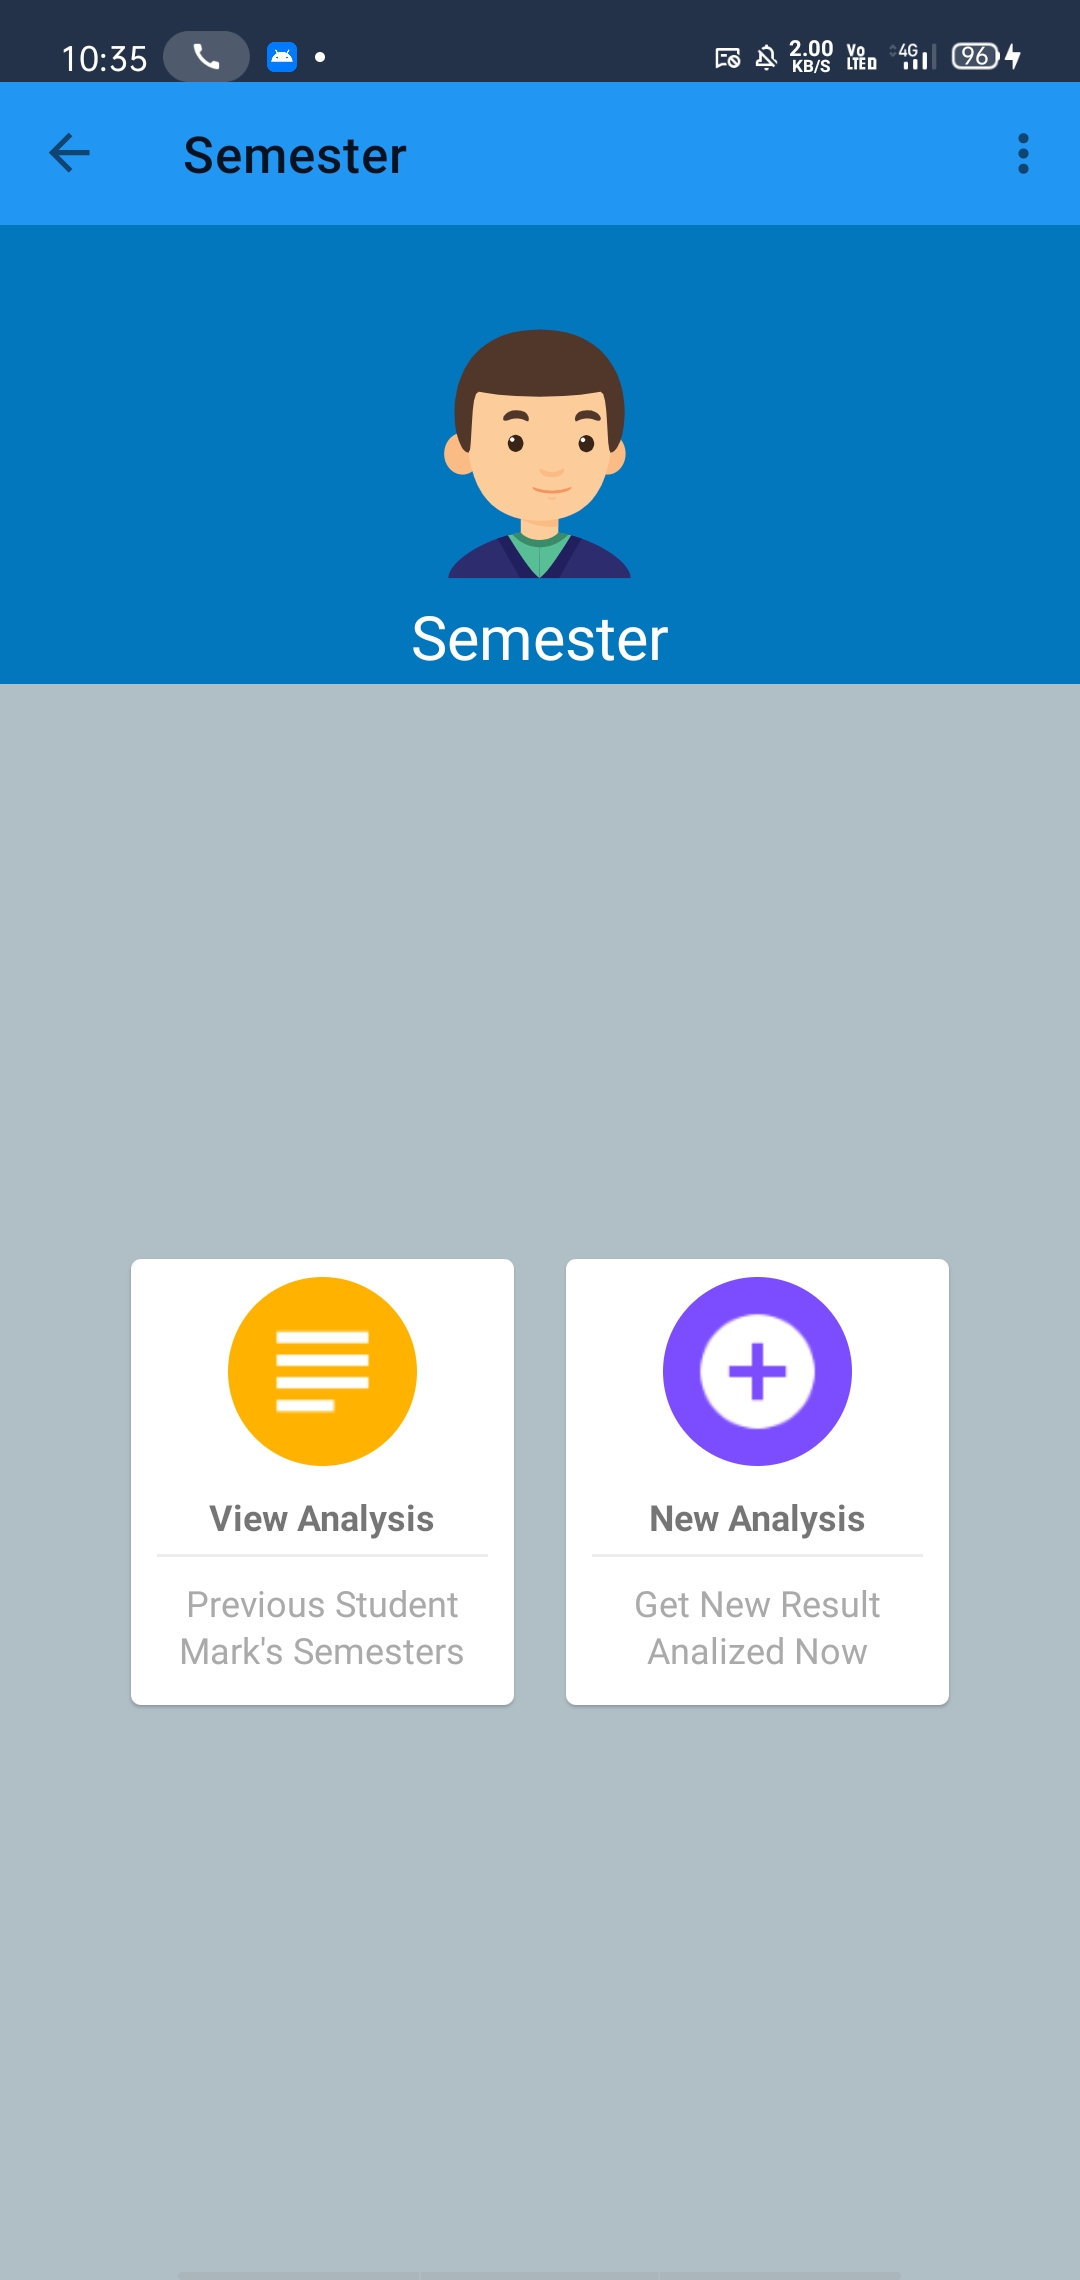 10:35
2.00
KB/S
Vo
LTE
4G
96
Semester
Semester
View Analysis
New Analysis
Previous Student
Mark's Semesters
Get New Result
Analized Now